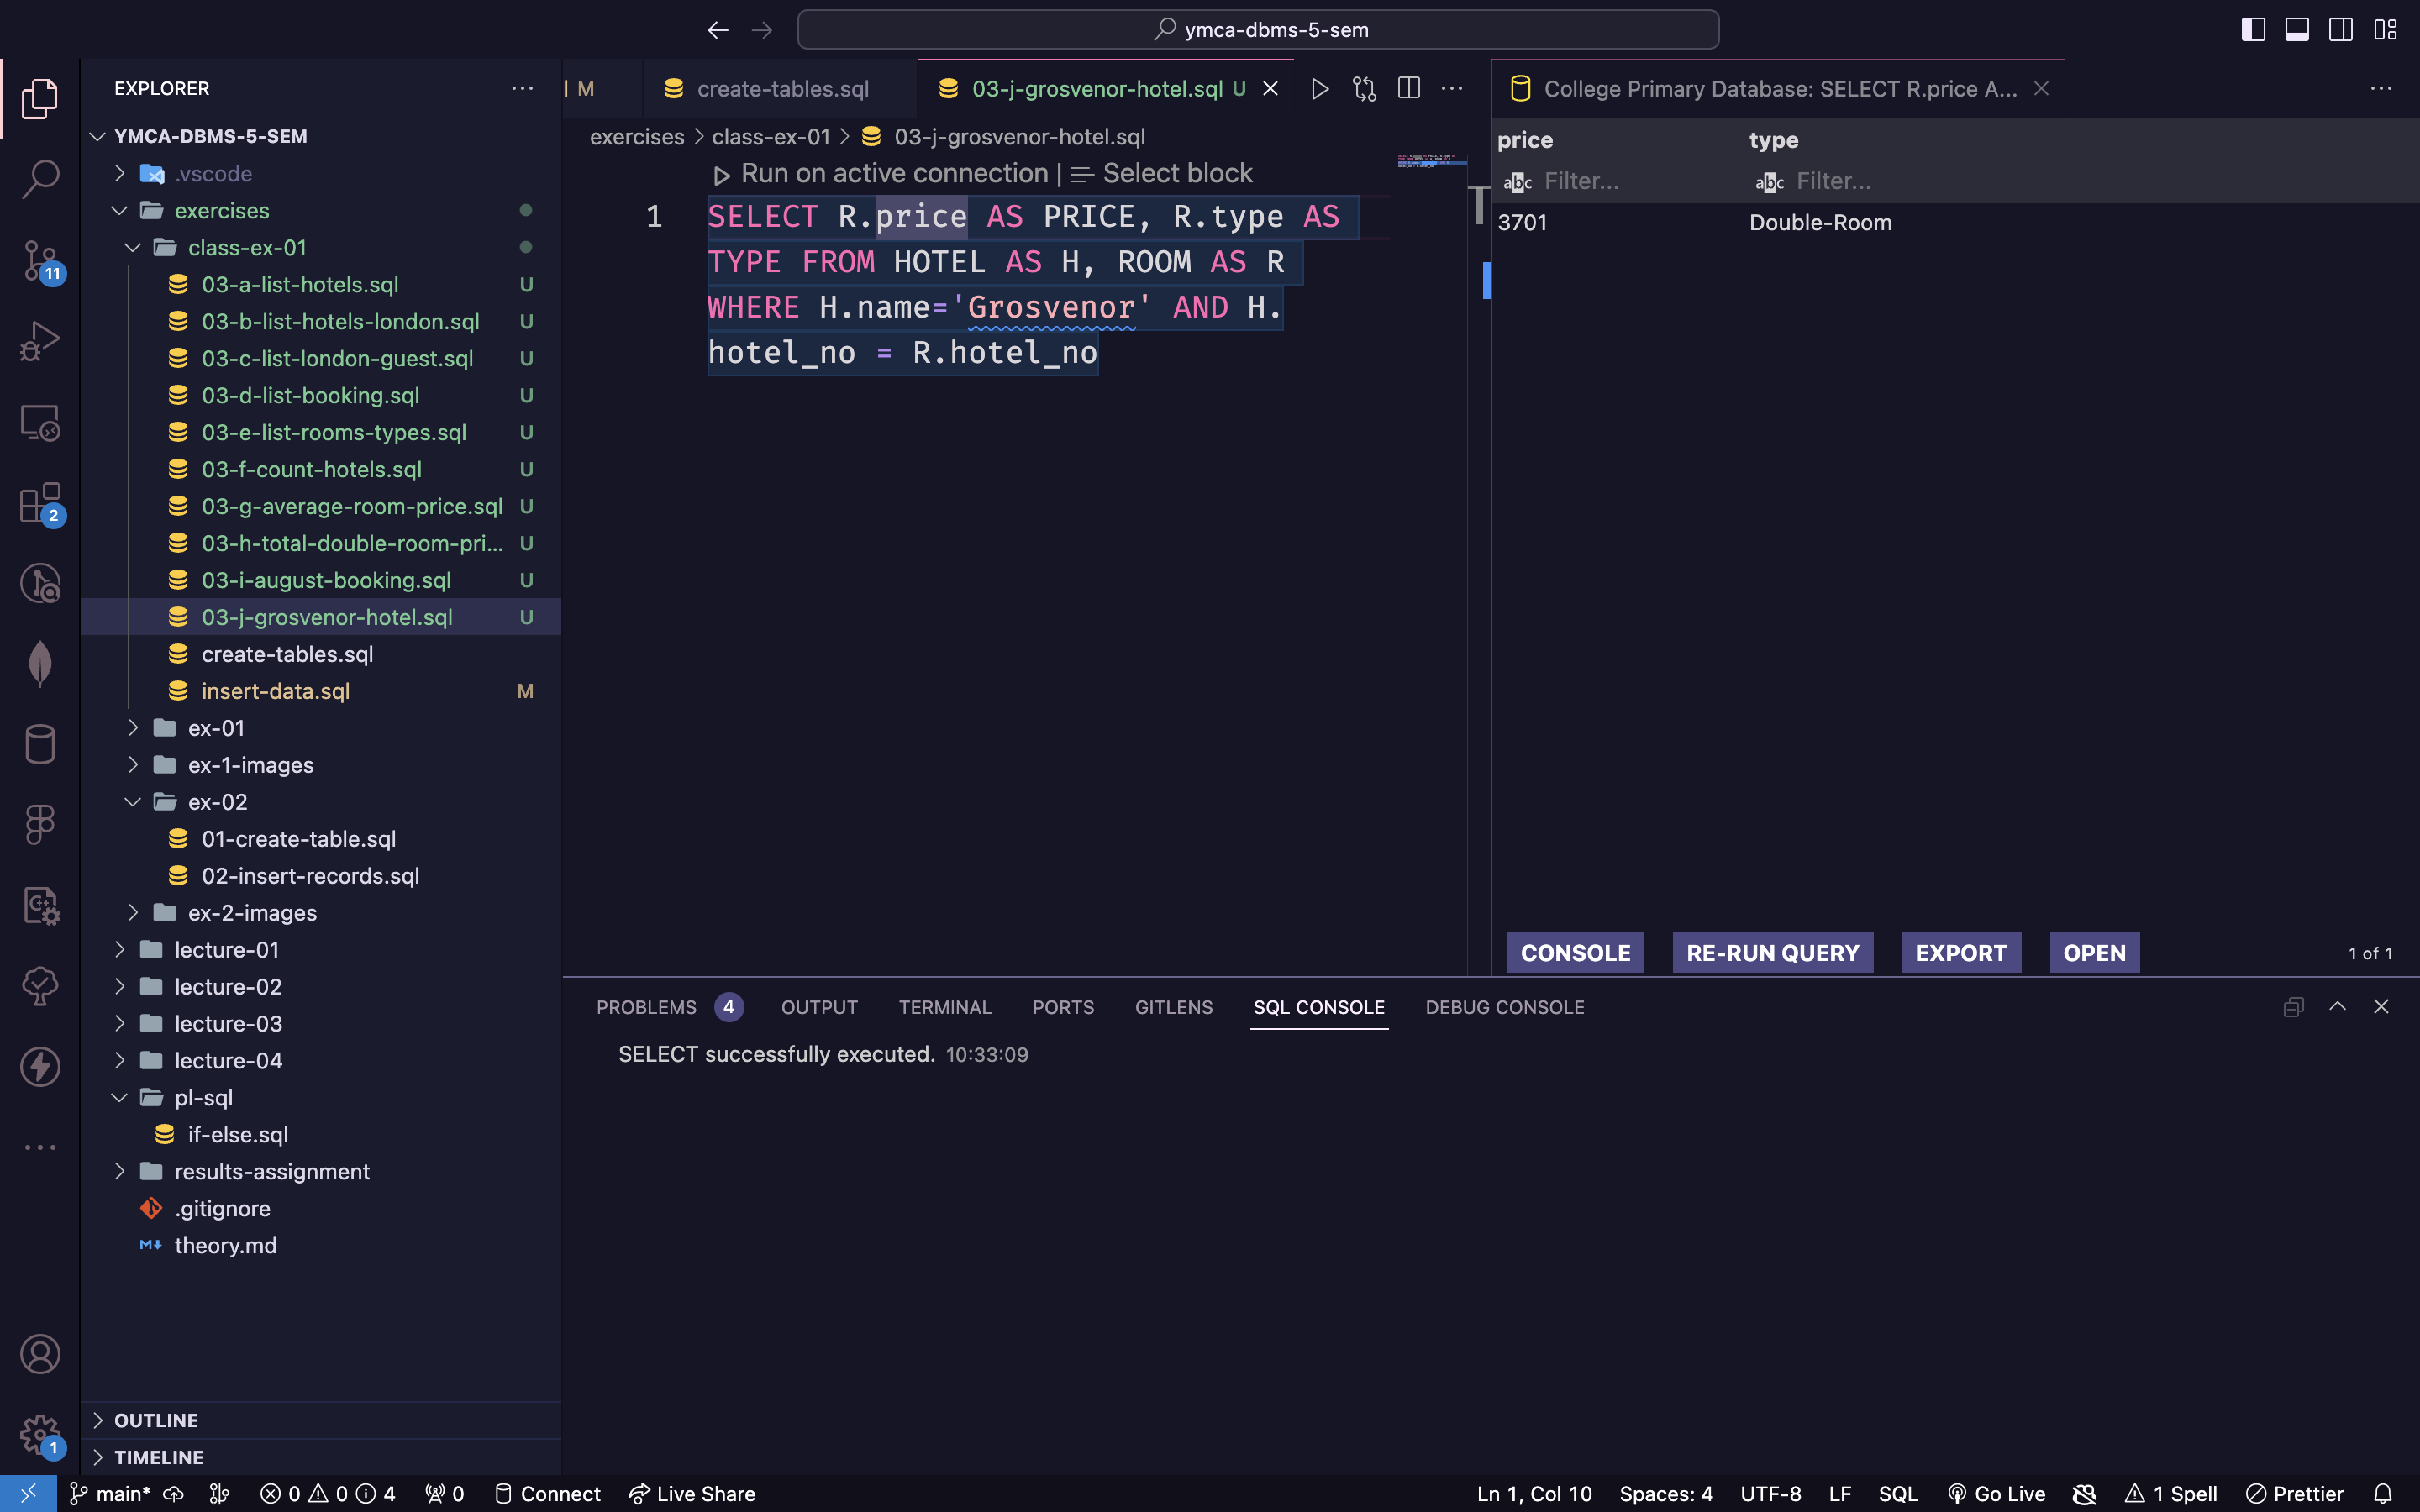 ymca-dbms-5-sem
EXPLORER
YMCA-DBMS-5-SEM
.vscode
exercises
class-ex-01
03-a-list-hotels.sql U
03-b-list-hotels-london.sql U
03-c-list-london-guest.sql U
03-d-list-booking.sql U
03-e-list-rooms-types.sql U
03-f-count-hotels.sql U
03-g-average-room-price.sql U
03-h-total-double-room-pri... U
03-i-august-booking.sql U
03-j-grosvenor-hotel.sql U
create-tables.sql
insert-data.sql M
ex-01
ex-1-images
ex-02
01-create-table.sql
02-insert-records.sql
ex-2-images
lecture-01
lecture-02
lecture-03
lecture-04
pl-sql
if-else.sql
results-assignment
.gitignore
theory.md
OUTLINE
TIMELINE
11
2
1
M create-tables.sql 03-j-grosvenor-hotel.sql U
exercises > class-ex-01 > 03-j-grosvenor-hotel.sql
Run on active connection | Select block
1 SELECT R.price AS PRICE, R.type AS
TYPE FROM HOTEL AS H, ROOM AS R
WHERE H.name='Grosvenor' AND H.
hotel_no = R.hotel_no
College Primary Database: SELECT R.price A...
price type
abc Filter... abc Filter...
3701 Double-Room
CONSOLE RE-RUN QUERY EXPORT OPEN 1 of 1
PROBLEMS 4 OUTPUT TERMINAL PORTS GITLENS SQL CONSOLE DEBUG CONSOLE
SELECT successfully executed. 10:33:09
main* 0 0 4 0 Connect Live Share Ln 1, Col 10 Spaces: 4 UTF-8 LF SQL Go Live 1 Spell Prettier